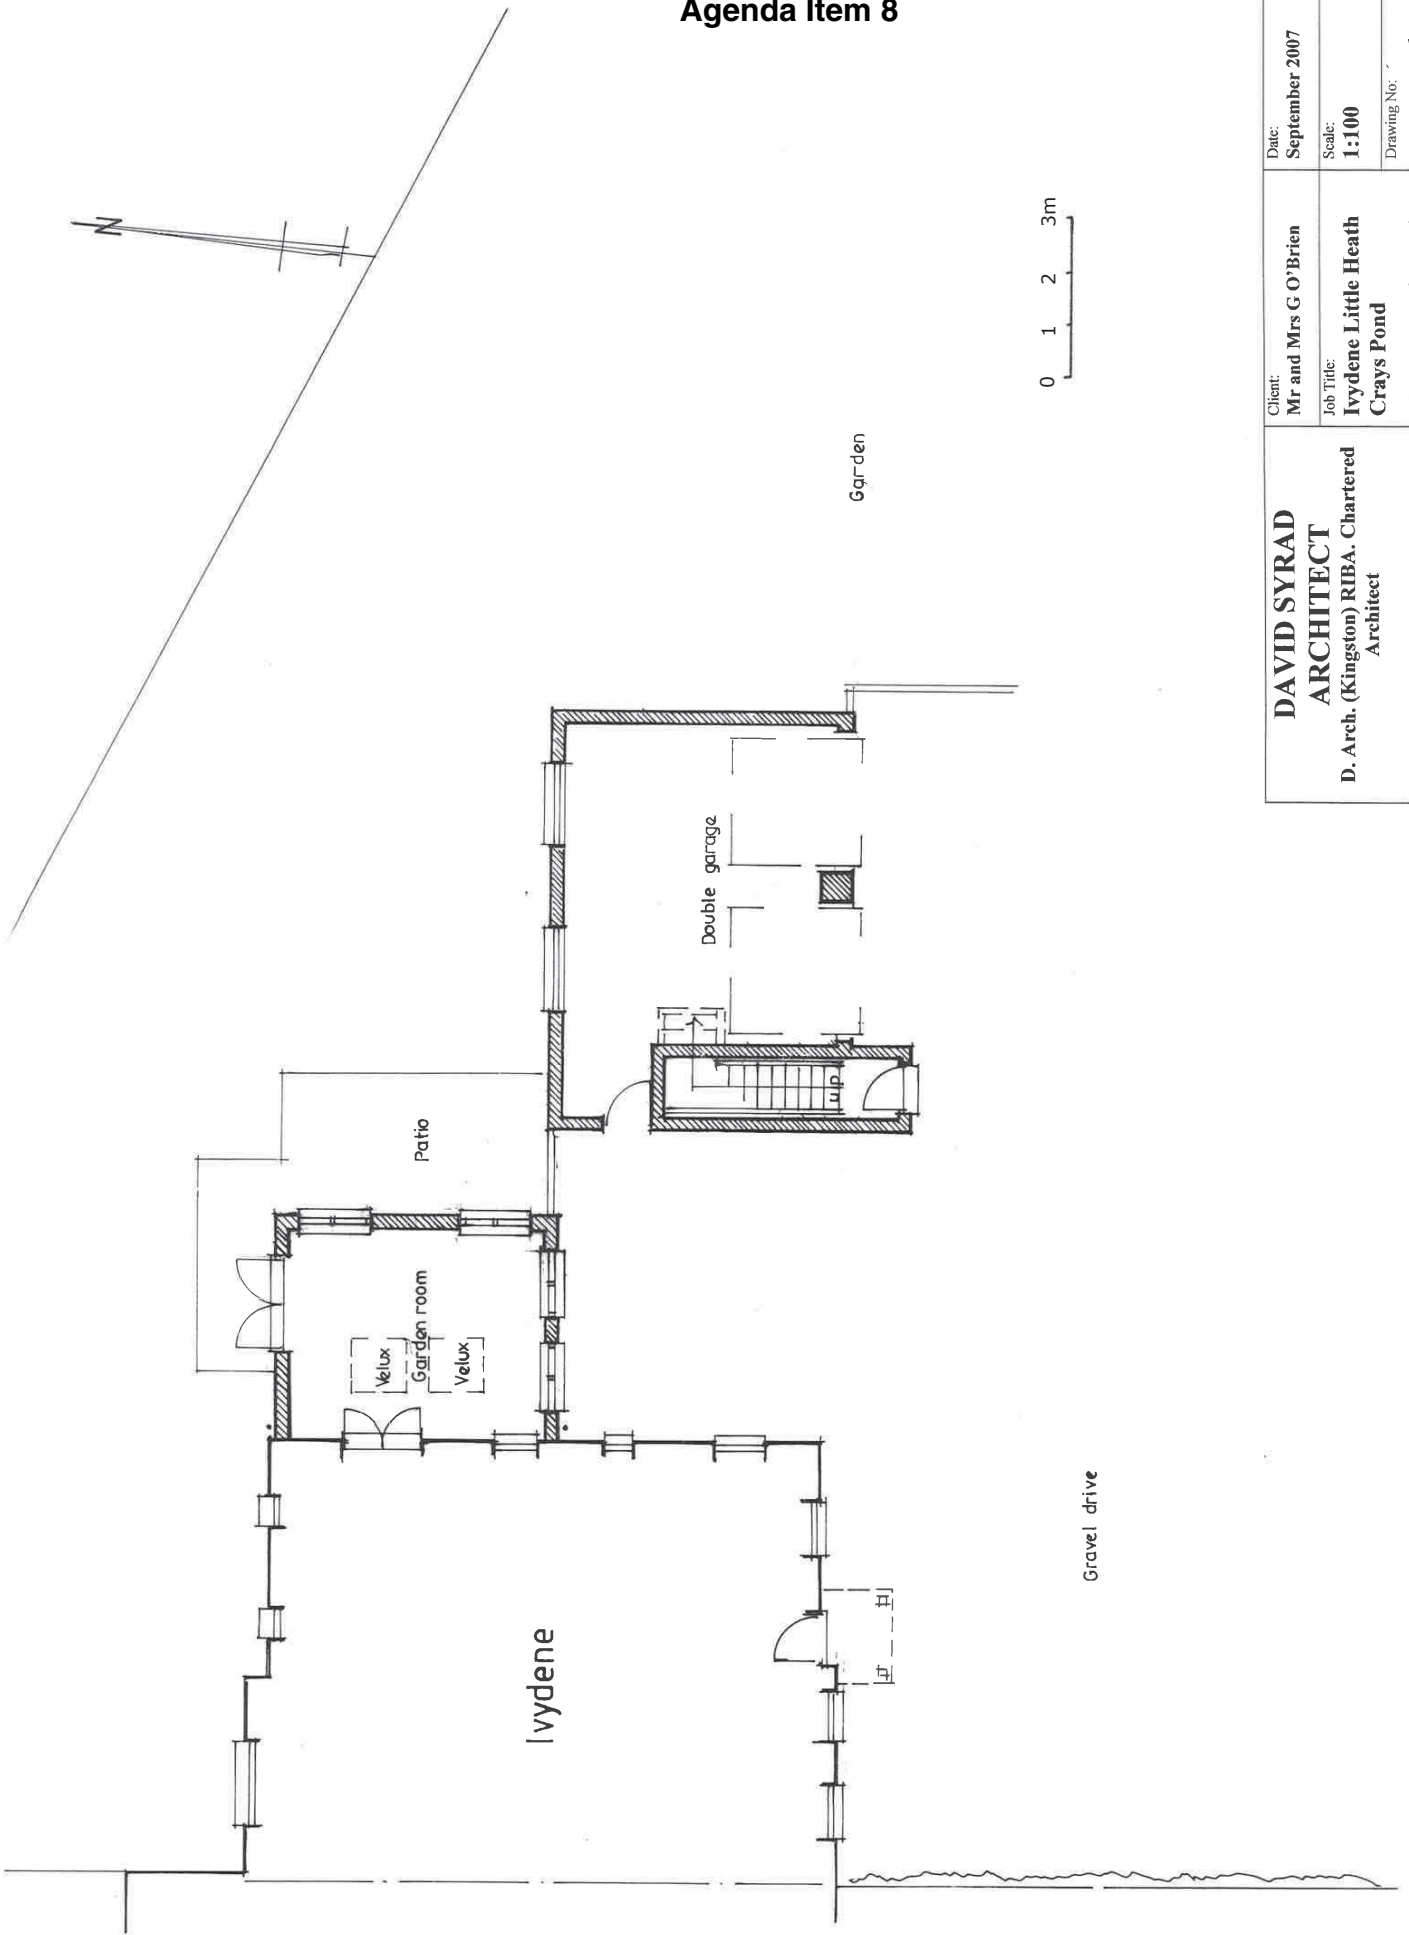 Agenda Item 8
N
0 1 2 3m
Garden
Double garage
up
Patio
Garden room
Velux
Velux
Ivydene
Gravel drive
DAVID SYRAD
ARCHITECT
D. Arch. (Kingston) RIBA. Chartered
Architect
Client:
Mr and Mrs G O'Brien
Job Title:
Ivydene Little Heath
Crays Pond
Date:
September 2007
Scale:
1:100
Drawing No: